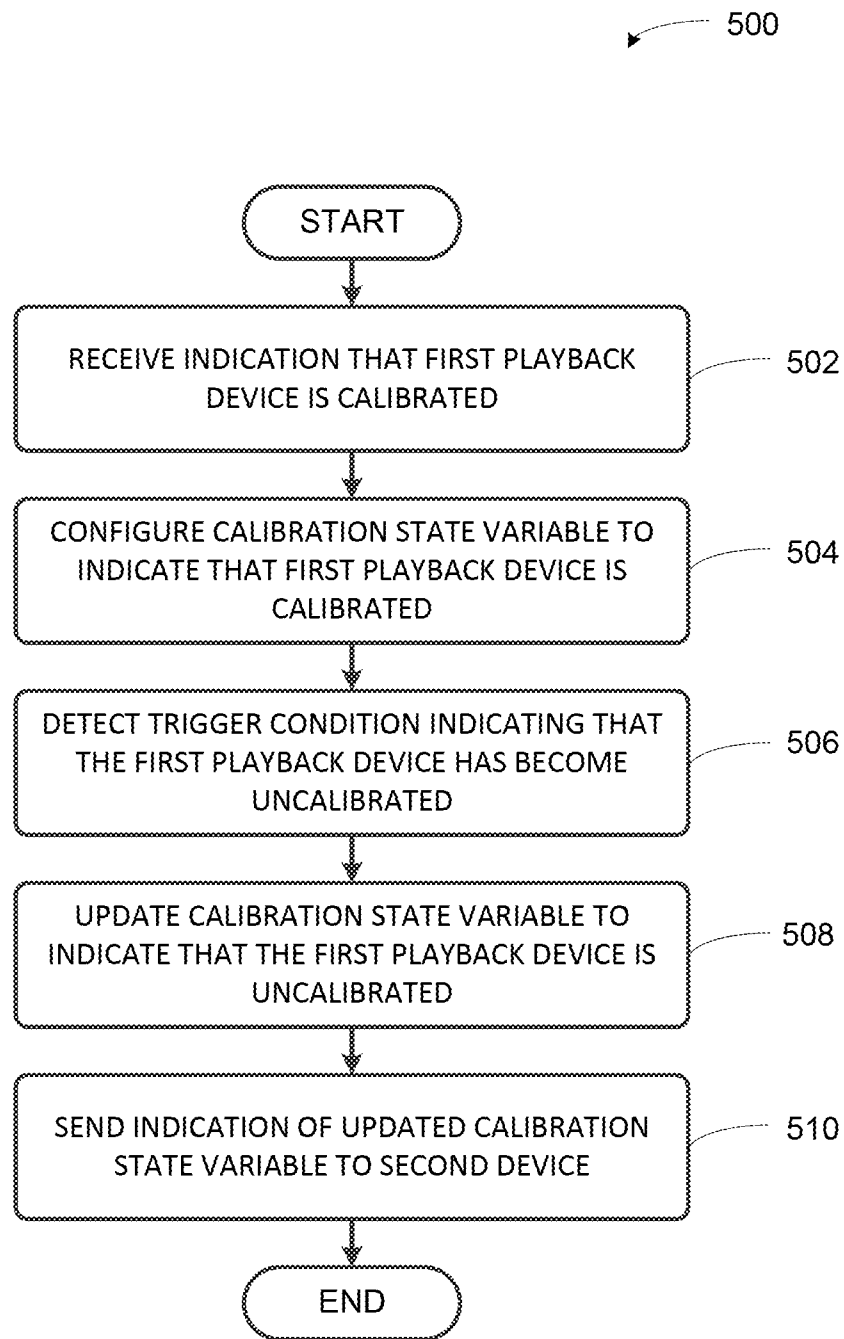 500
START
RECEIVE INDICATION THAT FIRST PLAYBACK
DEVICE IS CALIBRATED
502
CONFIGURE CALIBRATION STATE VARIABLE TO
INDICATE THAT FIRST PLAYBACK DEVICE IS
CALIBRATED
504
DETECT TRIGGER CONDITION INDICATING THAT
THE FIRST PLAYBACK DEVICE HAS BECOME
UNCALIBRATED
506
UPDATE CALIBRATION STATE VARIABLE TO
INDICATE THAT THE FIRST PLAYBACK DEVICE IS
UNCALIBRATED
508
SEND INDICATION OF UPDATED CALIBRATION
STATE VARIABLE TO SECOND DEVICE
510
END